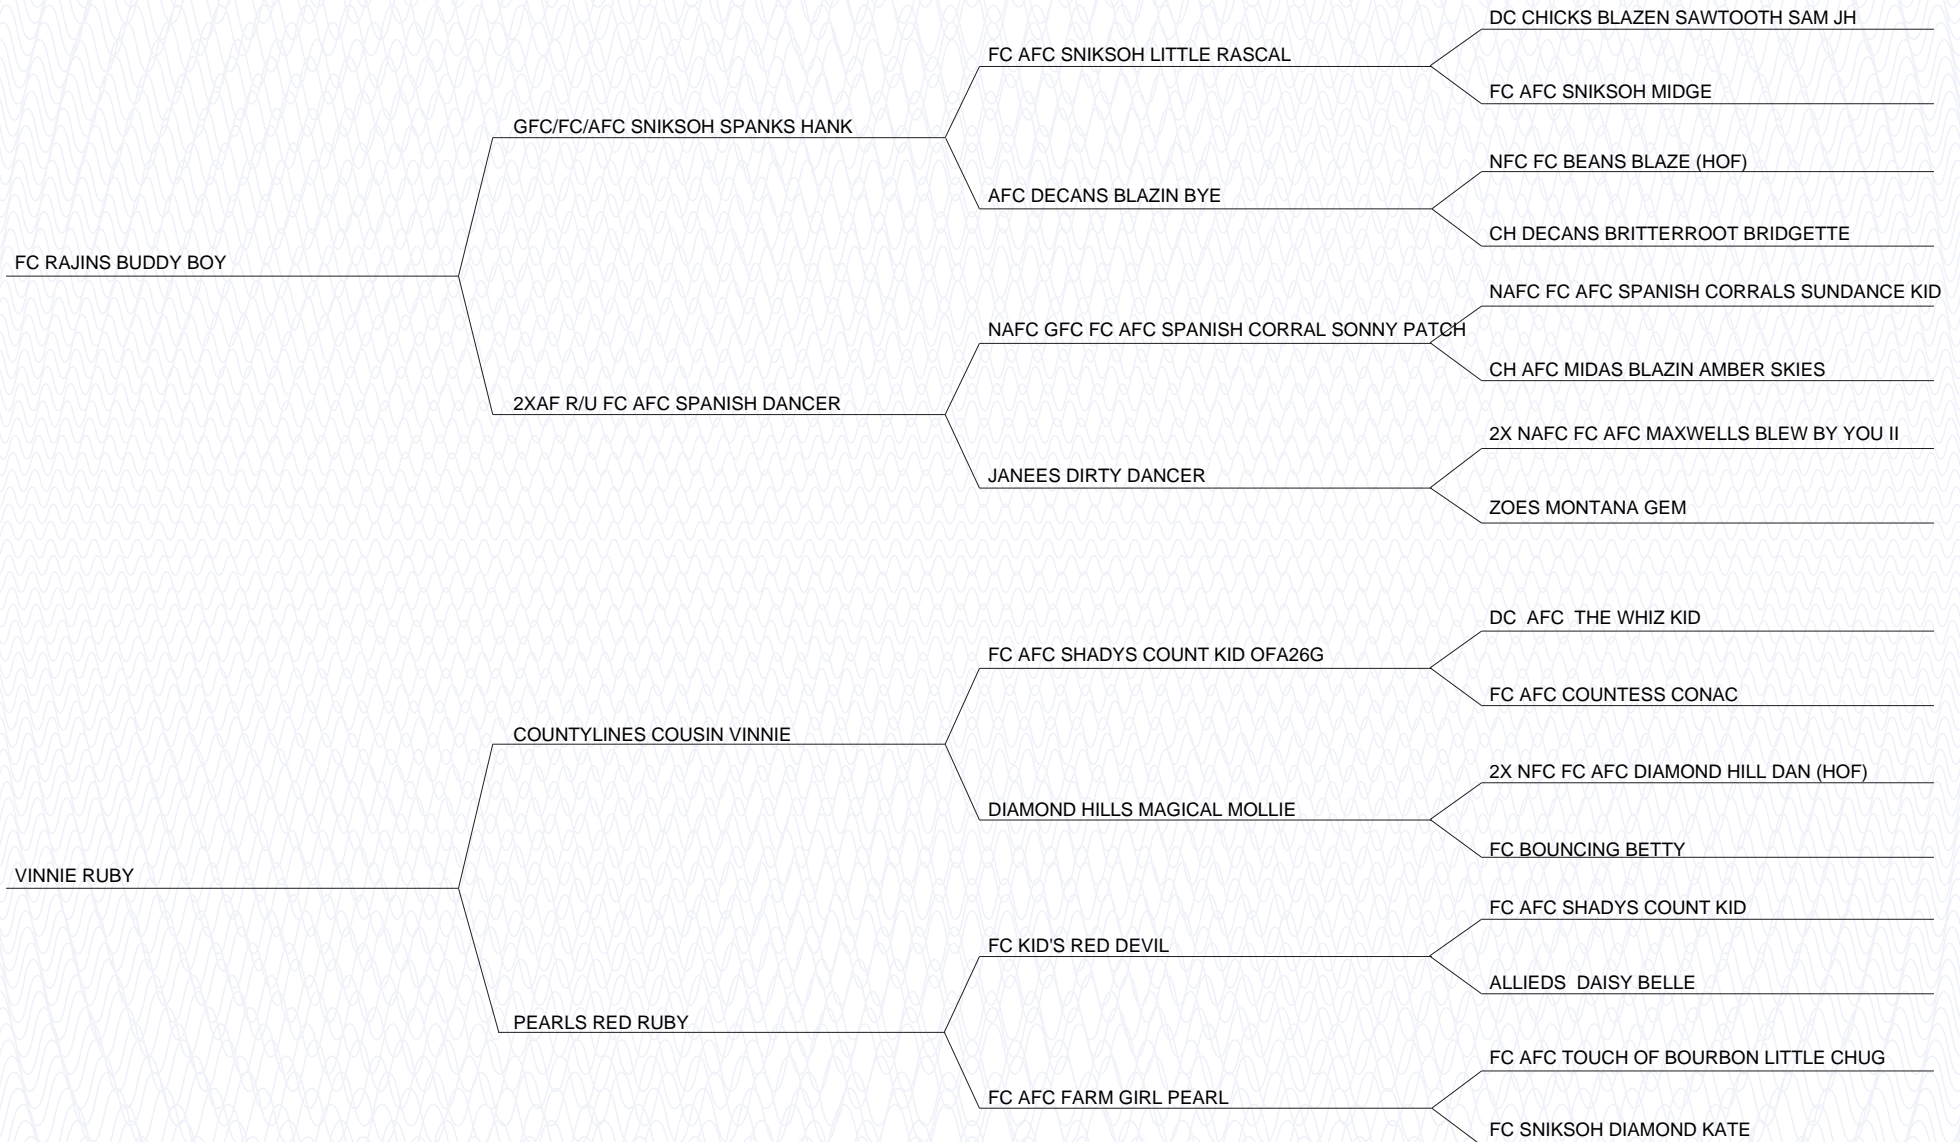 DC CHICKS BLAZEN SAWTOOTH SAM JH
FC AFC SNIKSOH LITTLE RASCAL
FC AFC SNIKSOH MIDGE
GFC/FC/AFC SNIKSOH SPANKS HANK
NFC FC BEANS BLAZE (HOF)
AFC DECANS BLAZIN BYE
CH DECANS BRITTERROOT BRIDGETTE
FC RAJINS BUDDY BOY
NAFC FC AFC SPANISH CORRALS SUNDANCE KID
NAFC GFC FC AFC SPANISH CORRAL SONNY PATCH
CH AFC MIDAS BLAZIN AMBER SKIES
2XAF R/U FC AFC SPANISH DANCER
2X NAFC FC AFC MAXWELLS BLEW BY YOU II
JANEES DIRTY DANCER
ZOES MONTANA GEM
DC  AFC  THE WHIZ KID
FC AFC SHADYS COUNT KID OFA26G
FC AFC COUNTESS CONAC
COUNTYLINES COUSIN VINNIE
2X NFC FC AFC DIAMOND HILL DAN (HOF)
DIAMOND HILLS MAGICAL MOLLIE
FC BOUNCING BETTY
VINNIE RUBY
FC AFC SHADYS COUNT KID
FC KID'S RED DEVIL
ALLIEDS  DAISY BELLE
PEARLS RED RUBY
FC AFC TOUCH OF BOURBON LITTLE CHUG
FC AFC FARM GIRL PEARL
FC SNIKSOH DIAMOND KATE